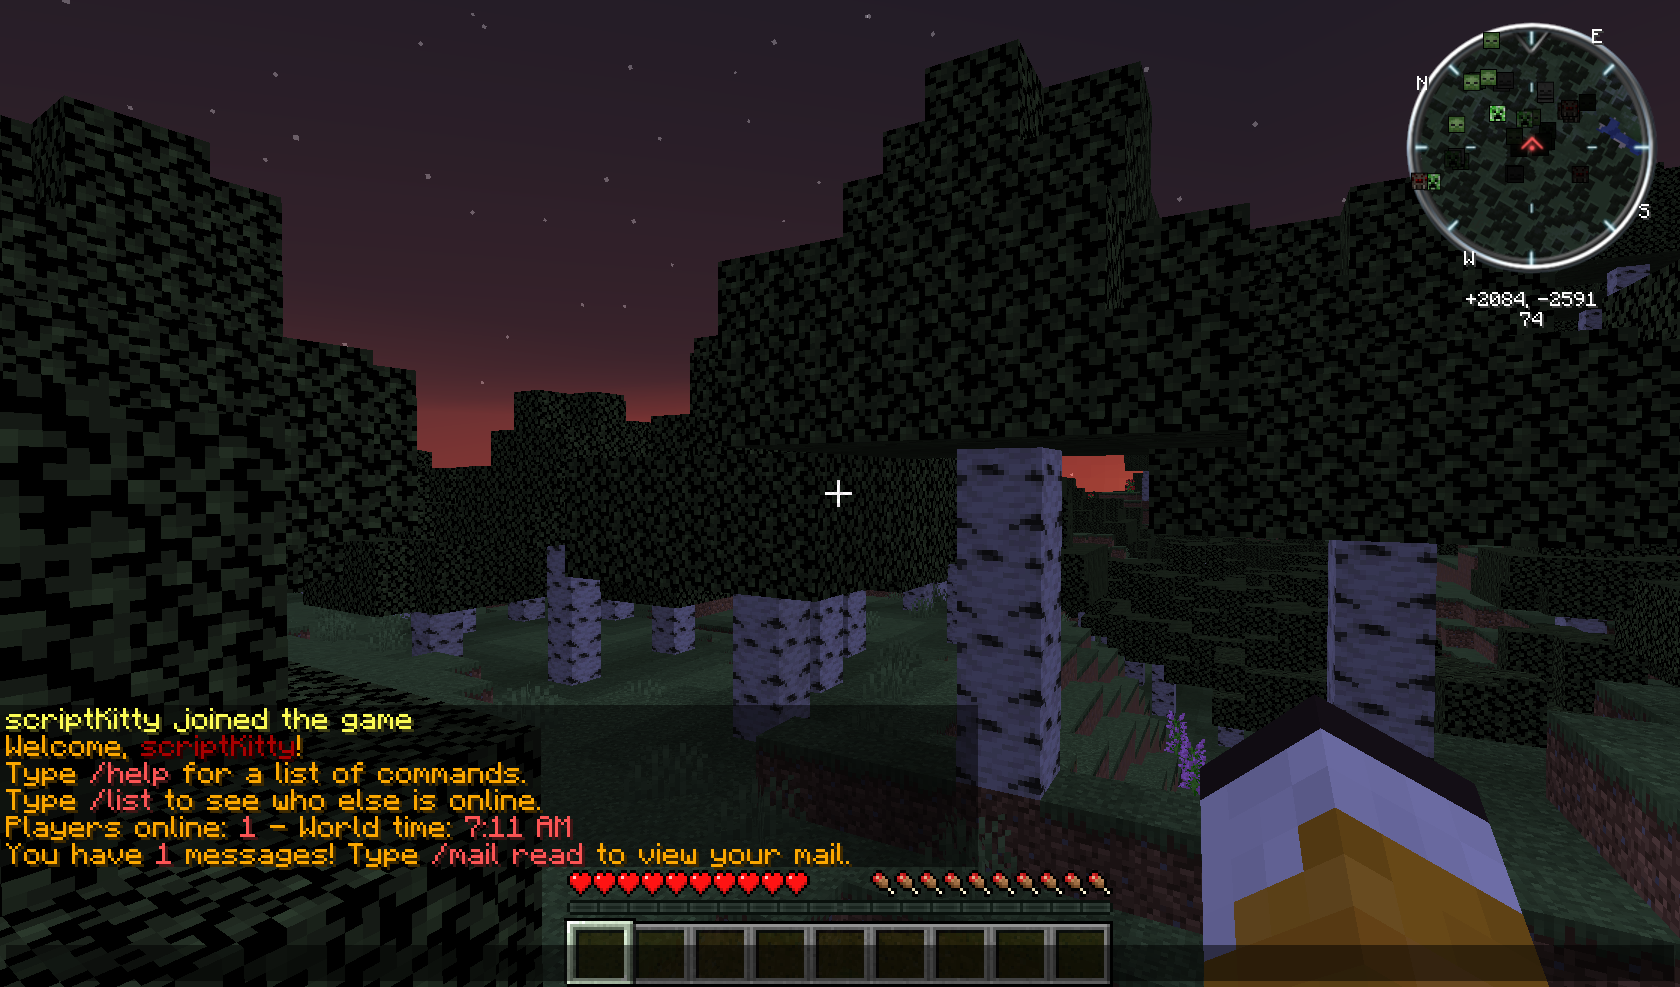 E
N
S
W
+2084, -2591
74
scriptKitty joined the game
Welcome, scriptKitty!
Type /help for a list of commands.
Type /list to see who else is online.
Players online: 1 - World time: 7:11 AM
You have 1 messages! Type /mail read to view your mail.